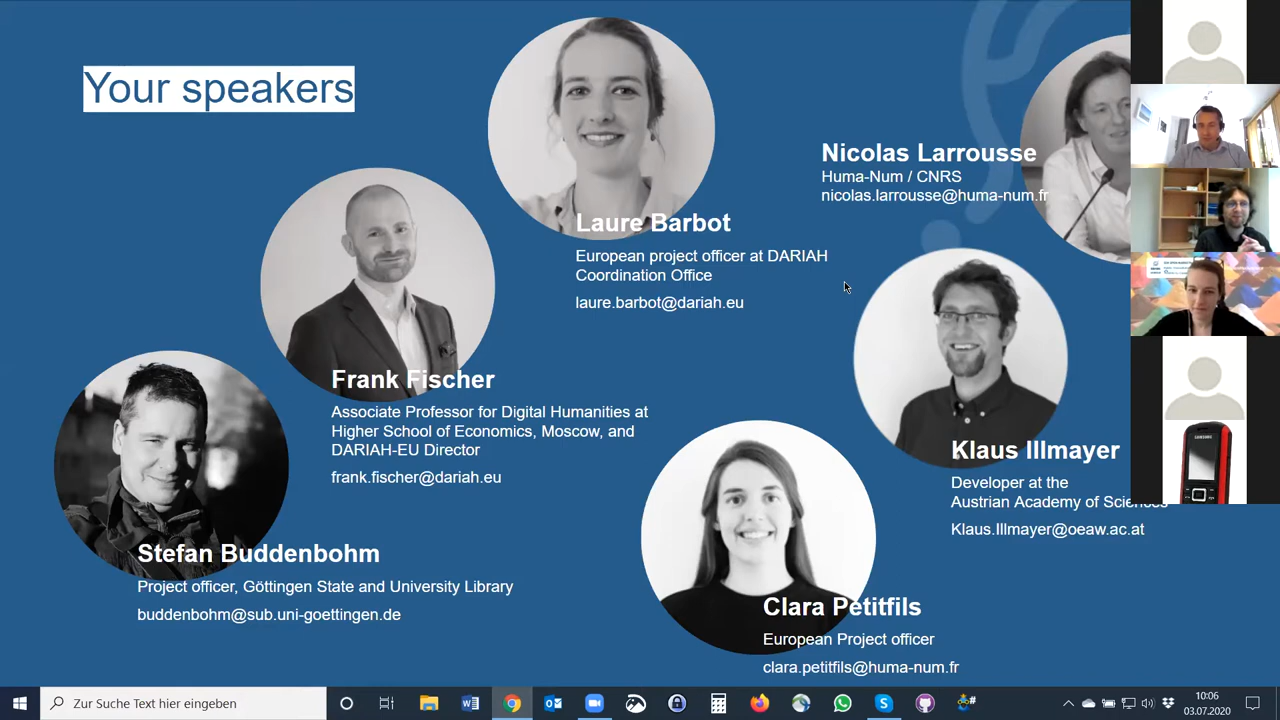 Your speakers
Laure Barbot
European project officer at DARIAH
Coordination Office
laure.barbot@dariah.eu
Nicolas Larrousse
Huma-Num / CNRS
nicolas.larrousse@huma-num.fr
Frank Fischer
Associate Professor for Digital Humanities at
Higher School of Economics, Moscow, and
DARIAH-EU Director
frank.fischer@dariah.eu
Klaus Illmayer
Developer at the
Austrian Academy of Sciences
Klaus.Illmayer@oeaw.ac.at
Stefan Buddenbohm
Project officer, Göttingen State and University Library
buddenbohm@sub.uni-goettingen.de
Clara Petitfils
European Project officer
clara.petitfils@huma-num.fr
SAMSUNG
Zur Suche Text hier eingeben
10:06
03.07.2020